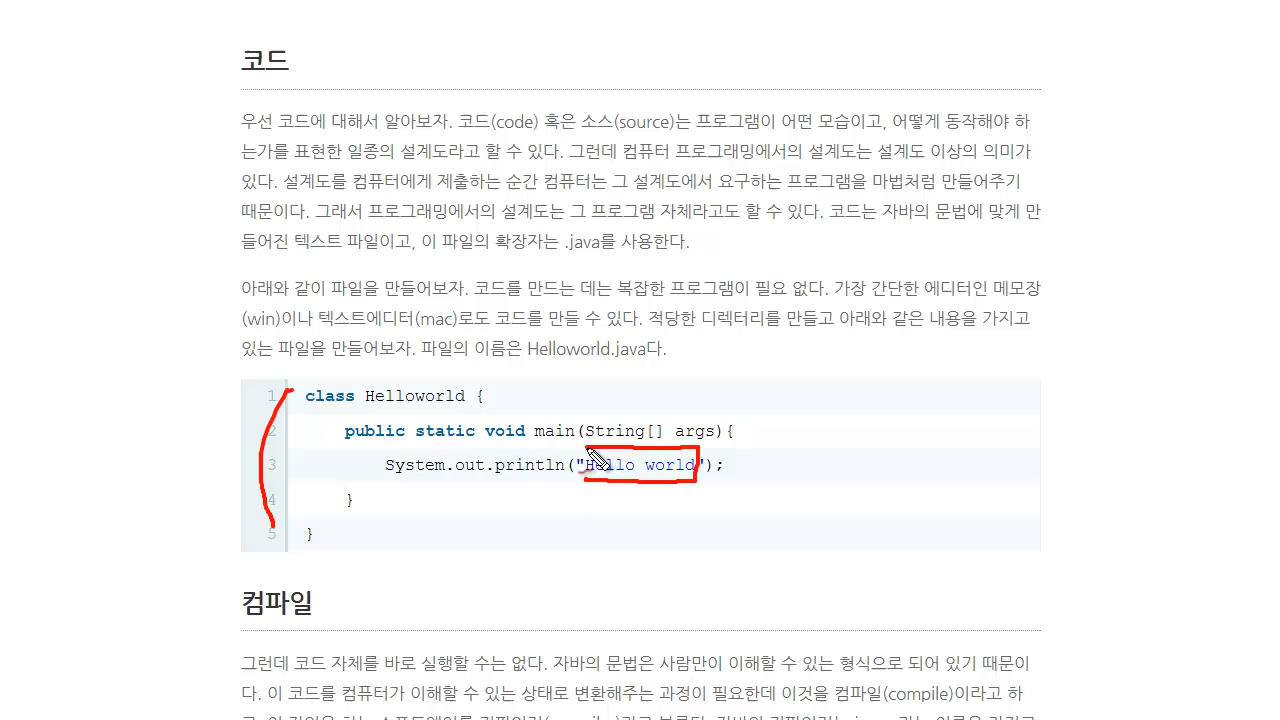 코드
우선 코드에 대해서 알아보자. 코드(code) 혹은 소스(source)는 프로그램이 어떤 모습이고, 어떻게 동작해야 하
는가를 표현한 일종의 설계도라고 할 수 있다. 그런데 컴퓨터 프로그래밍에서의 설계도는 설계도 이상의 의미가
있다. 설계도를 컴퓨터에게 제출하는 순간 컴퓨터는 그 설계도에서 요구하는 프로그램을 마법처럼 만들어주기
때문이다. 그래서 프로그래밍에서의 설계도는 그 프로그램 자체라고도 할 수 있다. 코드는 자바의 문법에 맞게 만
들어진 텍스트 파일이고, 이 파일의 확장자는 .java를 사용한다.
아래와 같이 파일을 만들어보자. 코드를 만드는 데는 복잡한 프로그램이 필요 없다. 가장 간단한 에디터인 메모장
(win)이나 텍스트에디터(mac)로도 코드를 만들 수 있다. 적당한 디렉터리를 만들고 아래와 같은 내용을 가지고
있는 파일을 만들어보자. 파일의 이름은 Helloworld.java다.
1 class Helloworld {
2 public static void main(String[] args){
3 System.out.println("Hello world");
4 }
5 }
컴파일
그런데 코드 자체를 바로 실행할 수는 없다. 자바의 문법은 사람만이 이해할 수 있는 형식으로 되어 있기 때문이
다. 이 코드를 컴퓨터가 이해할 수 있는 상태로 변환해주는 과정이 필요한데 이것을 컴파일(compile)이라고 하